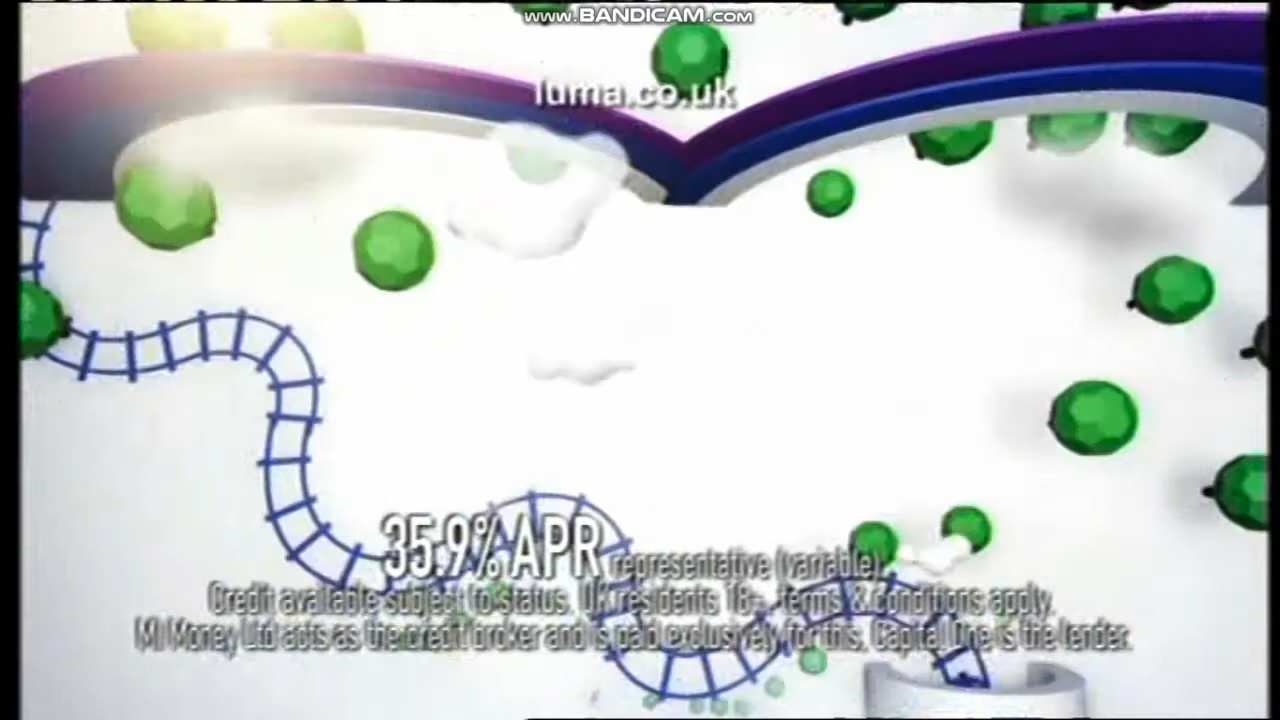 www.BANDICAM.com
luma.co.uk
35.9% APR representative (variable).
Credit available subject to status. UK residents 18+. Terms & conditions apply.
MI Money Ltd acts as the credit broker and is paid exclusively for this. Capital One is the lender.